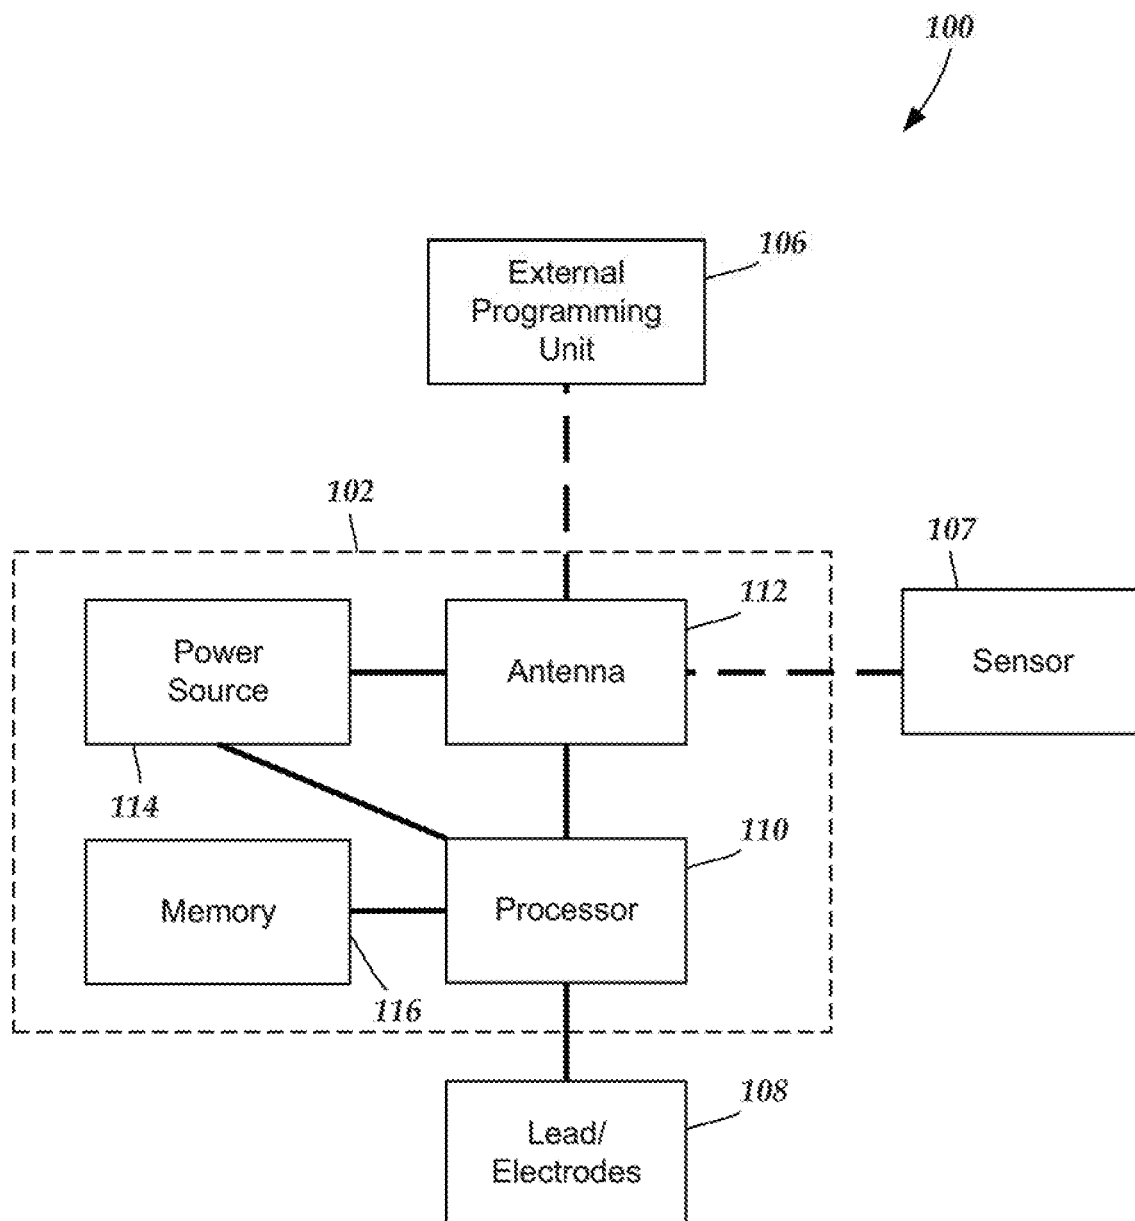 100
106
External
Programming
Unit
102
107
112
Power
Source
Antenna
Sensor
114
110
Memory
Processor
116
108
Lead/
Electrodes